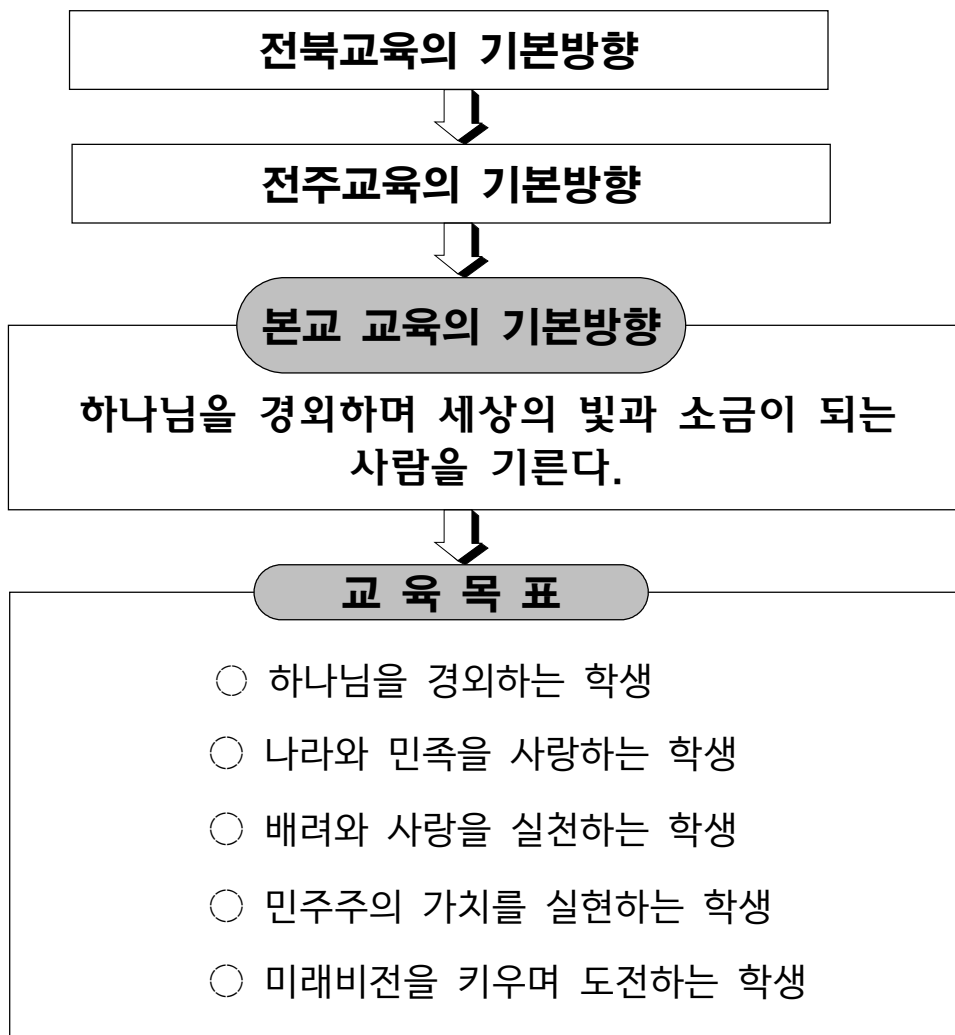 전북교육의 기본방향
전주교육의 기본방향
본교 교육의 기본방향
하나님을 경외하며 세상의 빛과 소금이 되는
사람을 기른다.
교 육 목 표
◌ 하나님을 경외하는 학생
◌ 나라와 민족을 사랑하는 학생
◌ 배려와 사랑을 실천하는 학생
◌ 민주주의 가치를 실현하는 학생
◌ 미래비전을 키우며 도전하는 학생